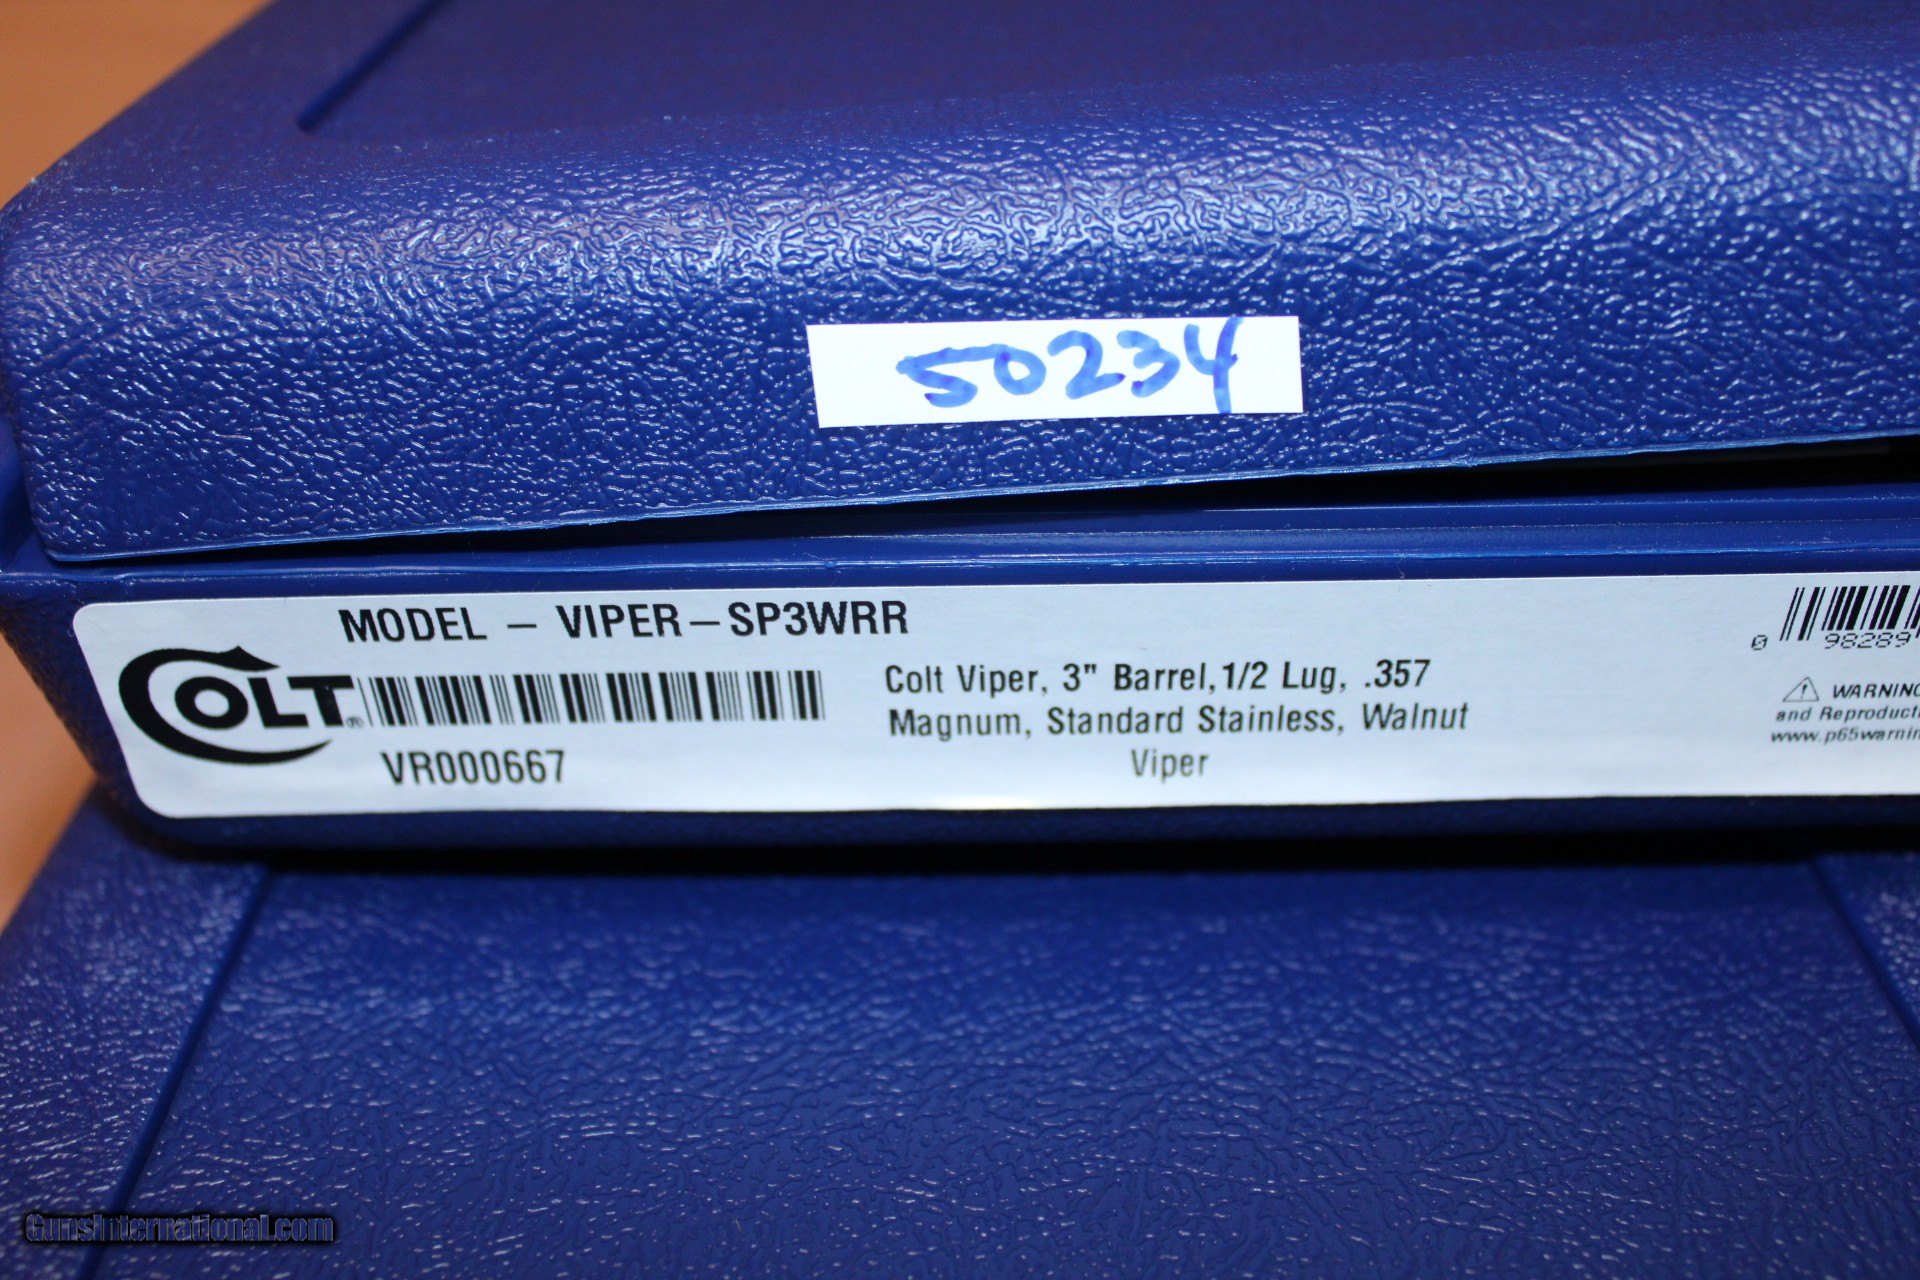 50234
MODEL - VIPER-SP3WRR
COLT®
VR000667
Colt Viper, 3" Barrel,1/2 Lug, .357
Magnum, Standard Stainless, Walnut
Viper
0 98289
WARNING
and Reproducti
www.p65warnin
GunsInternational.com